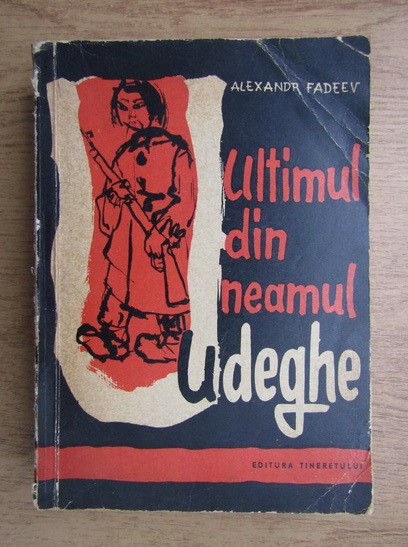 ALEXANDR FADEEV
Ultimul
din
neamul
Udeghe
EDITURA TINERETULUI